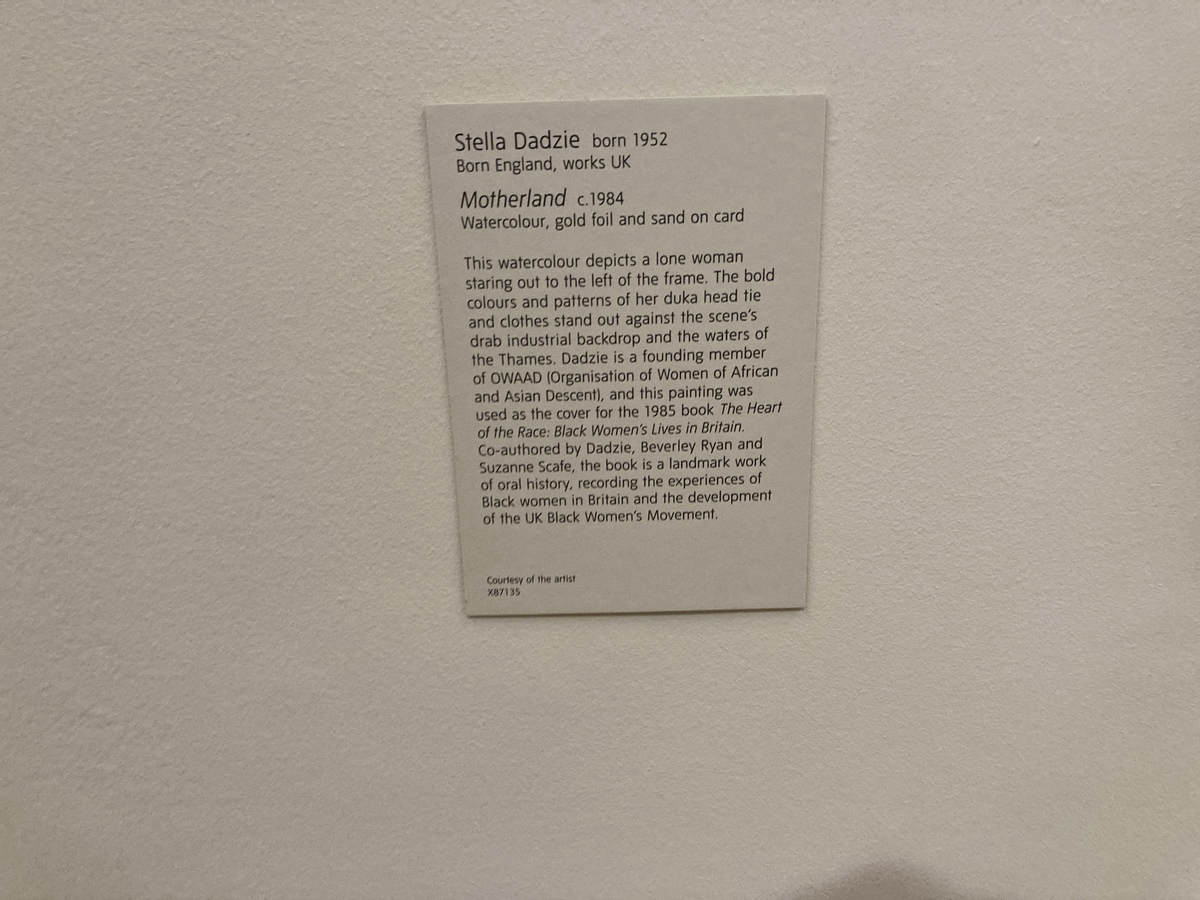 Stella Dadzie born 1952
Born England, works UK
Motherland c.1984
Watercolour, gold foil and sand on card
This watercolour depicts a lone woman
staring out to the left of the frame. The bold
colours and patterns of her duka head tie
and clothes stand out against the scene's
drab industrial backdrop and the waters of
the Thames. Dadzie is a founding member
of OWAAD (Organisation of Women of African
and Asian Descent), and this painting was
used as the cover for the 1985 book The Heart
of the Race: Black Women's Lives in Britain.
Co-authored by Dadzie, Beverley Ryan and
Suzanne Scafe, the book is a landmark work
of oral history, recording the experiences of
Black women in Britain and the development
of the UK Black Women's Movement.
Courtesy of the artist
X87135